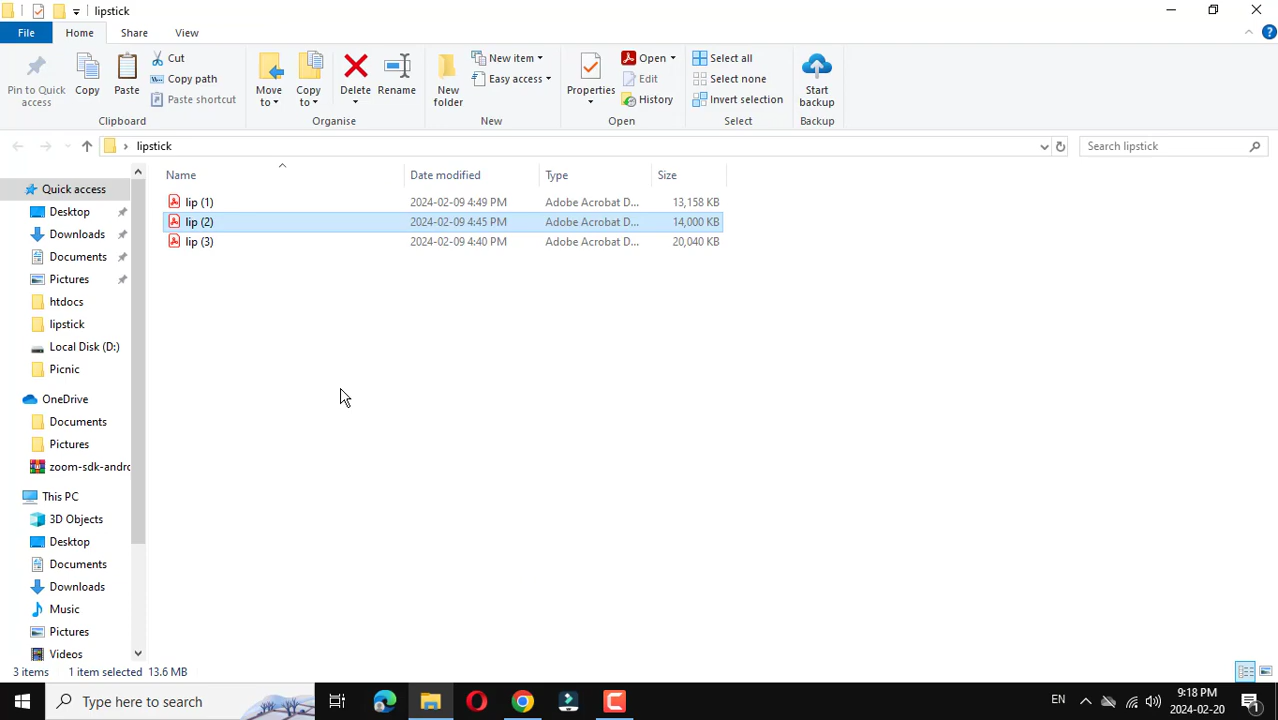 lipstick
File Home Share View
Pin to Quick access
Copy
Paste
Cut
Copy path
Paste shortcut
Clipboard
Move to
Copy to
Delete
Rename
Organise
New folder
New item
Easy access
New
Properties
Open
Edit
History
Open
Select all
Select none
Invert selection
Select
Start backup
Backup
lipstick
Search lipstick
Name Date modified Type Size
lip (1) 2024-02-09 4:49 PM Adobe Acrobat D... 13,158 KB
lip (2) 2024-02-09 4:45 PM Adobe Acrobat D... 14,000 KB
lip (3) 2024-02-09 4:40 PM Adobe Acrobat D... 20,040 KB
Quick access
Desktop
Downloads
Documents
Pictures
htdocs
lipstick
Local Disk (D:)
Picnic
OneDrive
Documents
Pictures
zoom-sdk-andro
This PC
3D Objects
Desktop
Documents
Downloads
Music
Pictures
Videos
3 items 1 item selected 13.6 MB
Type here to search
EN
9:18 PM
2024-02-20
1